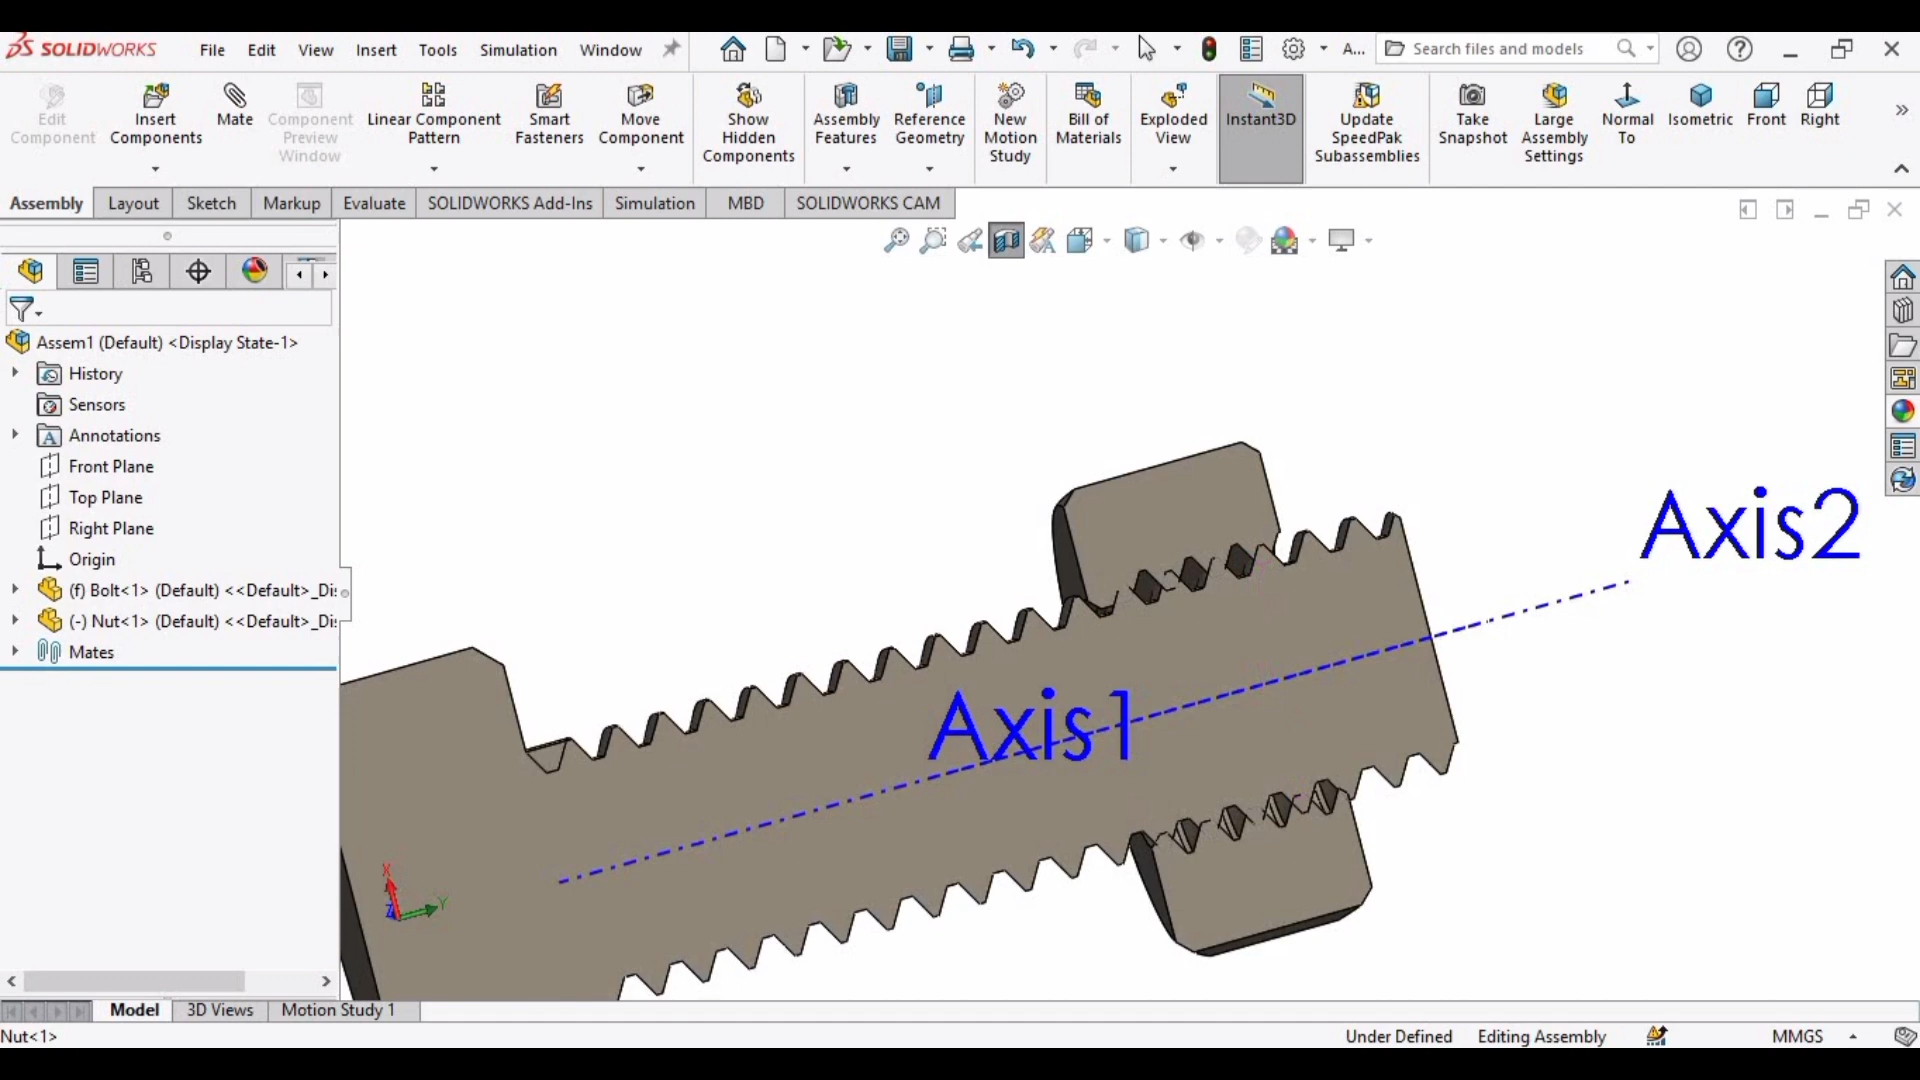 SOLIDWORKS File Edit View Insert Tools Simulation Window A... Search files and models
Edit Component
Insert Components
Mate
Component Preview Window
Linear Component Pattern
Smart Fasteners
Move Component
Show Hidden Components
Assembly Features
Reference Geometry
New Motion Study
Bill of Materials
Exploded View
Instant3D
Update SpeedPak Subassemblies
Take Snapshot
Large Assembly Settings
Normal To
Isometric
Front
Right
Assembly Layout Sketch Markup Evaluate SOLIDWORKS Add-Ins Simulation MBD SOLIDWORKS CAM
Assem1 (Default) <Display State-1>
History
Sensors
Annotations
Front Plane
Top Plane
Right Plane
Origin
(f) Bolt<1> (Default) <<Default>_Dis
(-) Nut<1> (Default) <<Default>_Dis
Mates
Axis2
Axis1
X
Y
Z
Model 3D Views Motion Study 1
Nut<1> Under Defined Editing Assembly MMGS